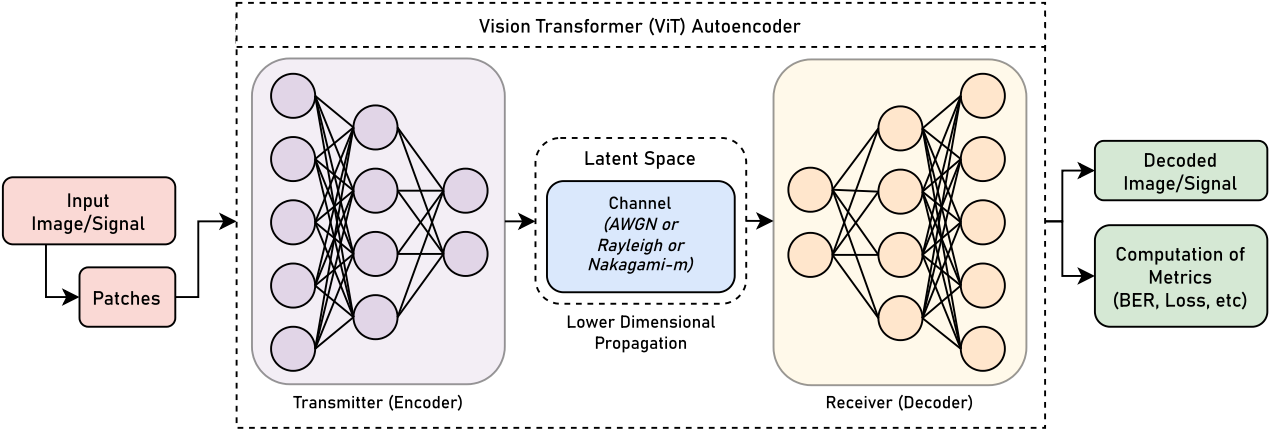 Vision Transformer (ViT) Autoencoder
Input
Image/Signal
Patches
Transmitter (Encoder)
Latent Space
Channel
(AWGN or
Rayleigh or
Nakagami-m)
Lower Dimensional
Propagation
Receiver (Decoder)
Decoded
Image/Signal
Computation of
Metrics
(BER, Loss, etc)